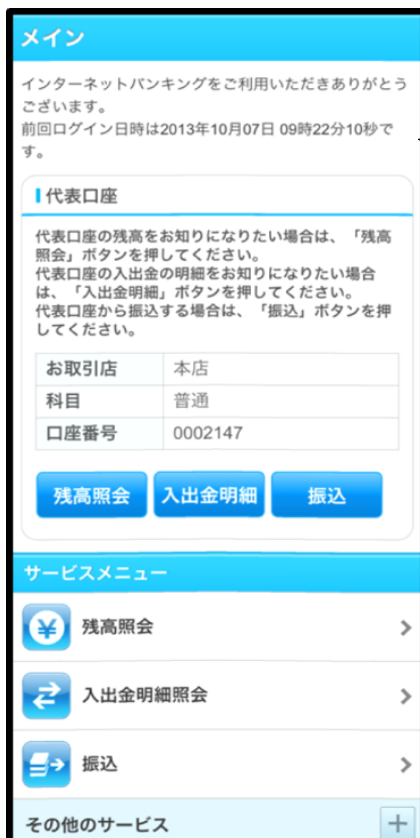 メイン
インターネットバンキングをご利用いただきありがとう
ございます。
前回ログイン日時は2013年10月07日 09時22分10秒で
す。
代表口座
代表口座の残高をお知りになりたい場合は、「残高
照会」ボタンを押してください。
代表口座の入出金の明細をお知りになりたい場合
は、「入出金明細」ボタンを押してください。
代表口座から振込する場合は、「振込」ボタンを押
してください。
お取引店 本店
科目 普通
口座番号 0002147
残高照会 入出金明細 振込
サービスメニュー
¥ 残高照会
入出金明細照会
振込
その他のサービス +